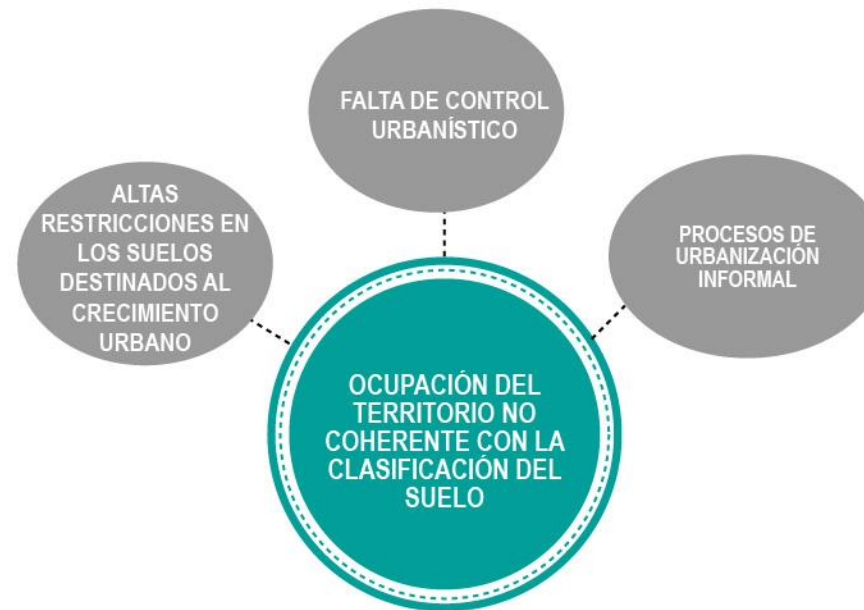 FALTA DE CONTROL
URBANÍSTICO
ALTAS
RESTRICCIONES EN
LOS SUELOS
DESTINADOS AL
CRECIMIENTO
URBANO
PROCESOS DE
URBANIZACIÓN
INFORMAL
OCUPACIÓN DEL
TERRITORIO NO
COHERENTE CON LA
CLASIFICACIÓN DEL
SUELO